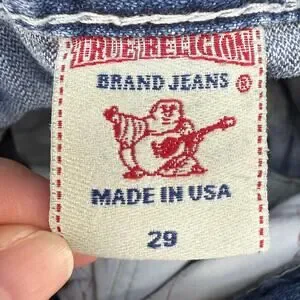 TRUE RELIGION
BRAND JEANS ®
MADE IN USA
29